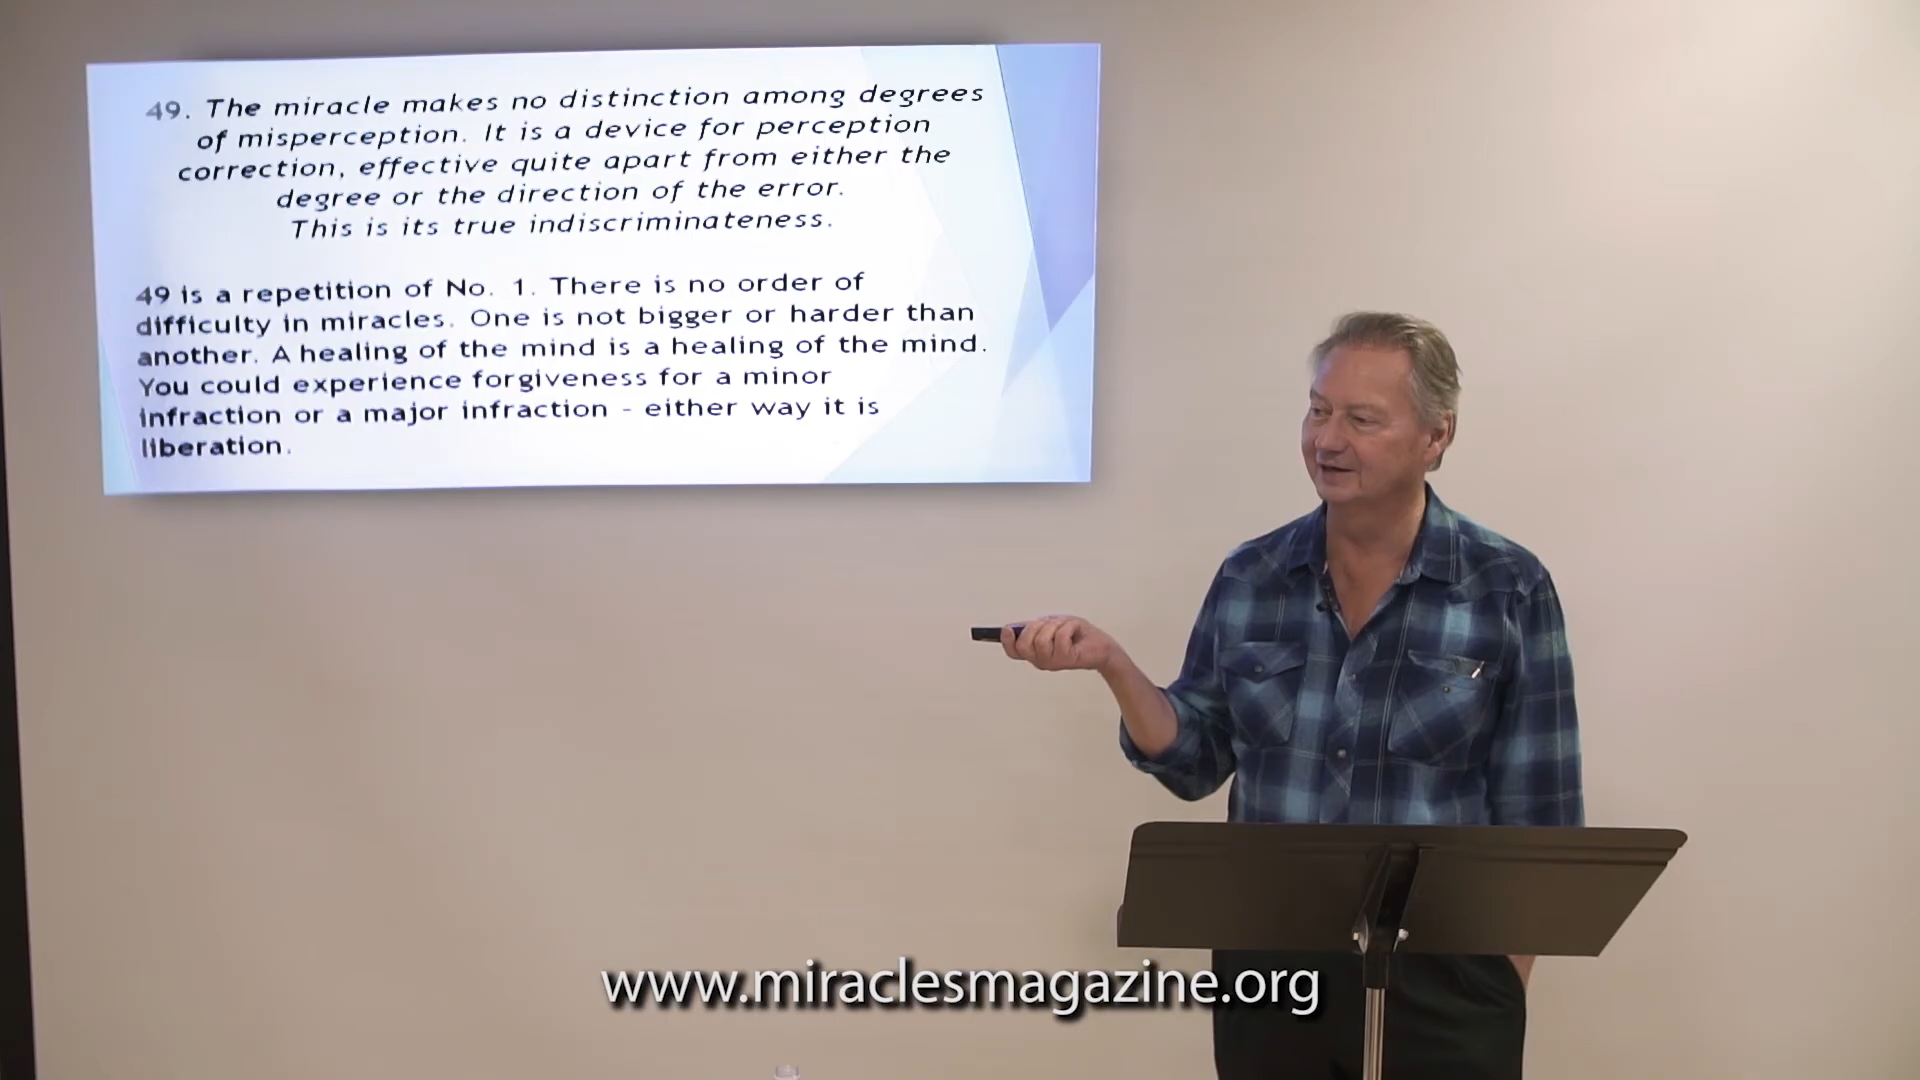 49. The miracle makes no distinction among degrees
of misperception. It is a device for perception
correction, effective quite apart from either the
degree or the direction of the error.
This is its true indiscriminateness.
49 is a repetition of No. 1. There is no order of
difficulty in miracles. One is not bigger or harder than
another. A healing of the mind is a healing of the mind.
You could experience forgiveness for a minor
infraction or a major infraction - either way it is
liberation.
www.miraclesmagazine.org